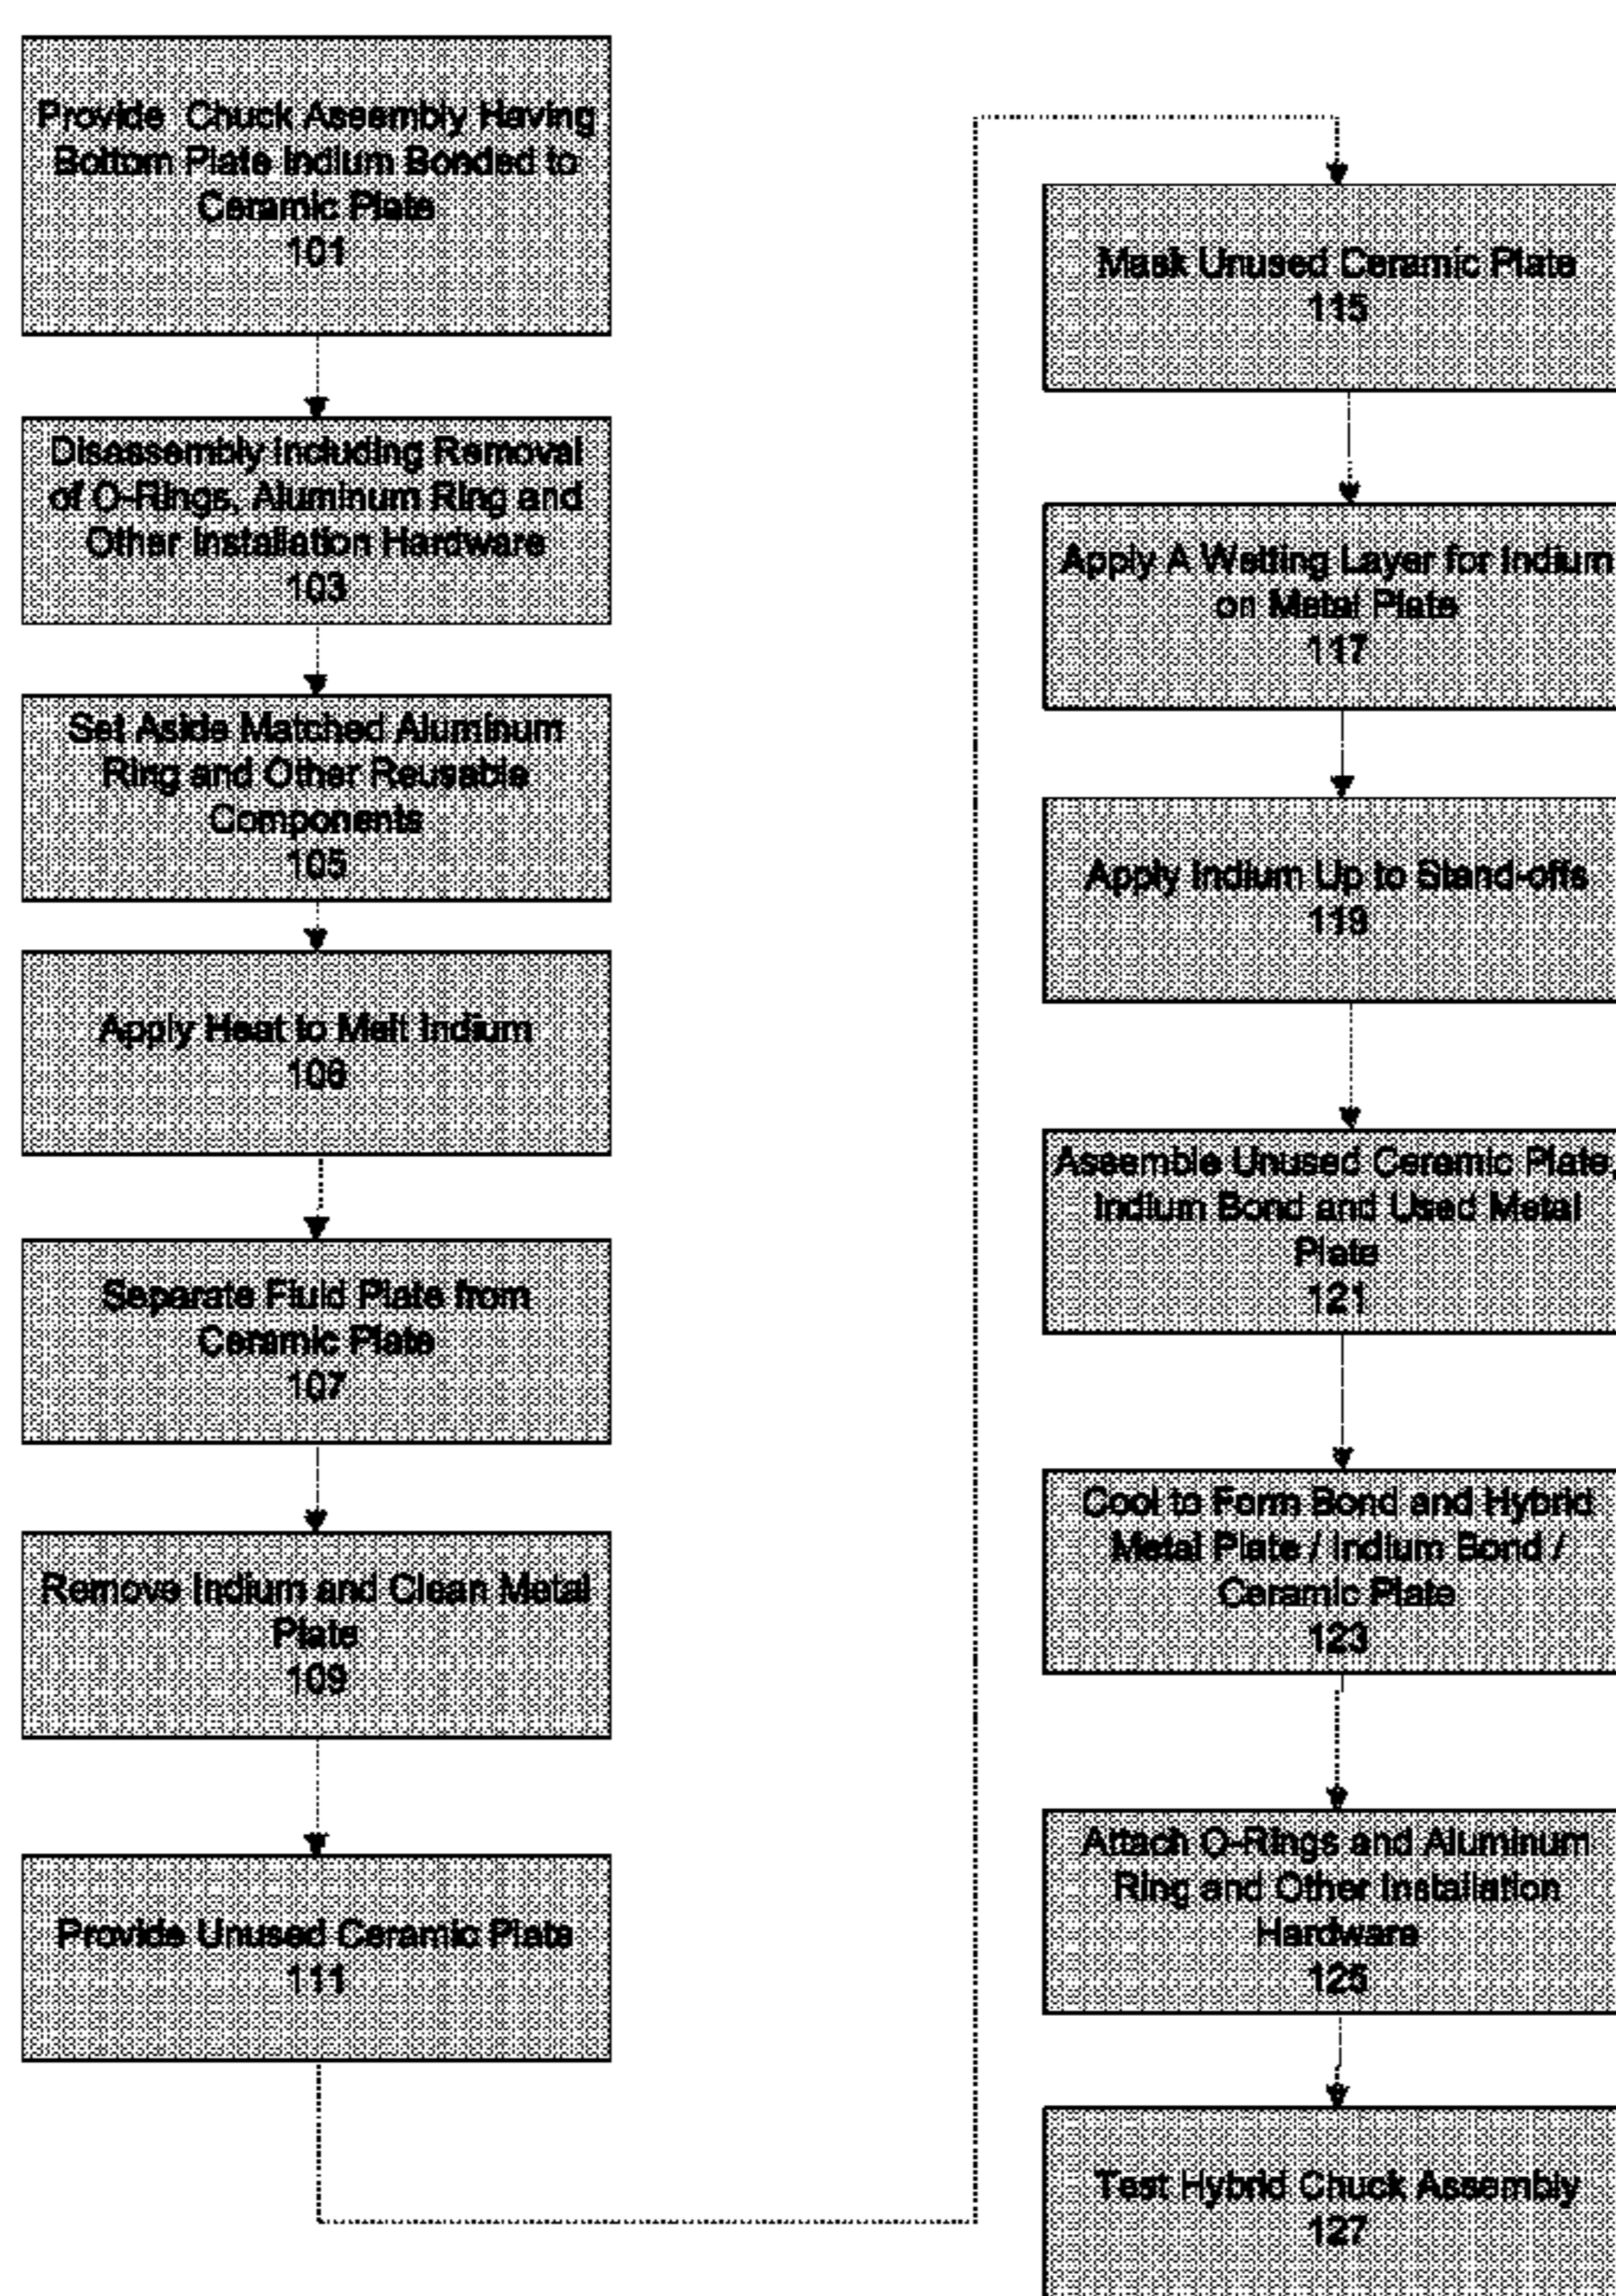 Provide Chuck Assembly Having
Bottom Plate Indium Bonded to
Ceramic Plate
101
Disassembly Including Removal
of O-Rings, Aluminum Ring and
Other Installation Hardware
103
Set Aside Matched Aluminum
Ring and Other Reusable
Components
105
Apply Heat to Melt Indium
106
Separate Fluid Plate from
Ceramic Plate
107
Remove Indium and Clean Metal
Plate
109
Provide Unused Ceramic Plate
111
Mask Unused Ceramic Plate
115
Apply A Wetting Layer for Indium
on Metal Plate
117
Apply Indium Up to Stand-offs
119
Assemble Unused Ceramic Plate,
Indium Bond and Used Metal
Plate
121
Cool to Form Bond and Hybrid
Metal Plate / Indium Bond /
Ceramic Plate
123
Attach O-Rings and Aluminum
Ring and Other Installation
Hardware
125
Test Hybrid Chuck Assembly
127